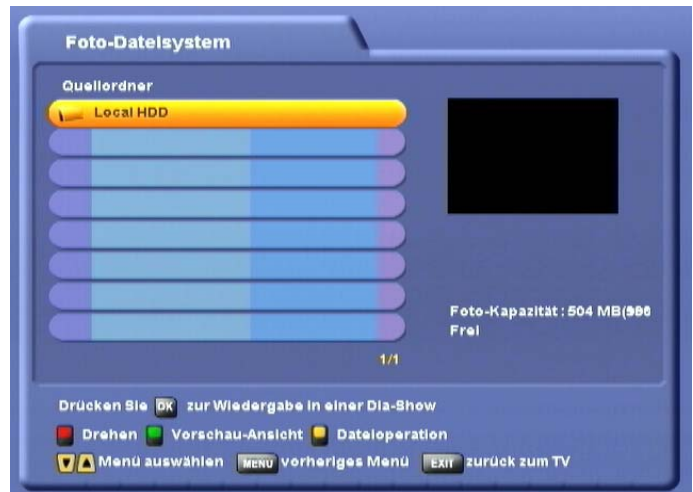 Foto-Dateisystem
Quellordner
Local HDD
Foto-Kapazität : 504 MB(
Frei
1/1
Drücken Sie OK zur Wiedergabe in einer Dia-Show
Drehen Vorschau-Ansicht Dateioperation
Menü auswählen MENU vorheriges Menü EXIT zurück zum TV